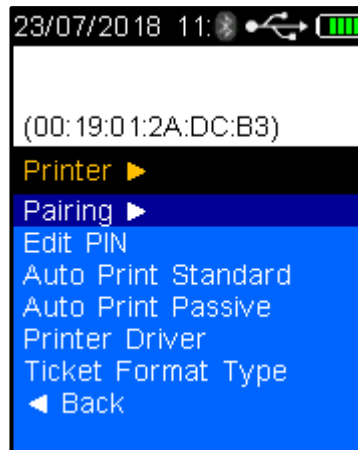 23/07/2018 11:
(00:19:01:2A:DC:B3)
Printer ▶
Pairing ▶
Edit PIN
Auto Print Standard
Auto Print Passive
Printer Driver
Ticket Format Type
◀ Back